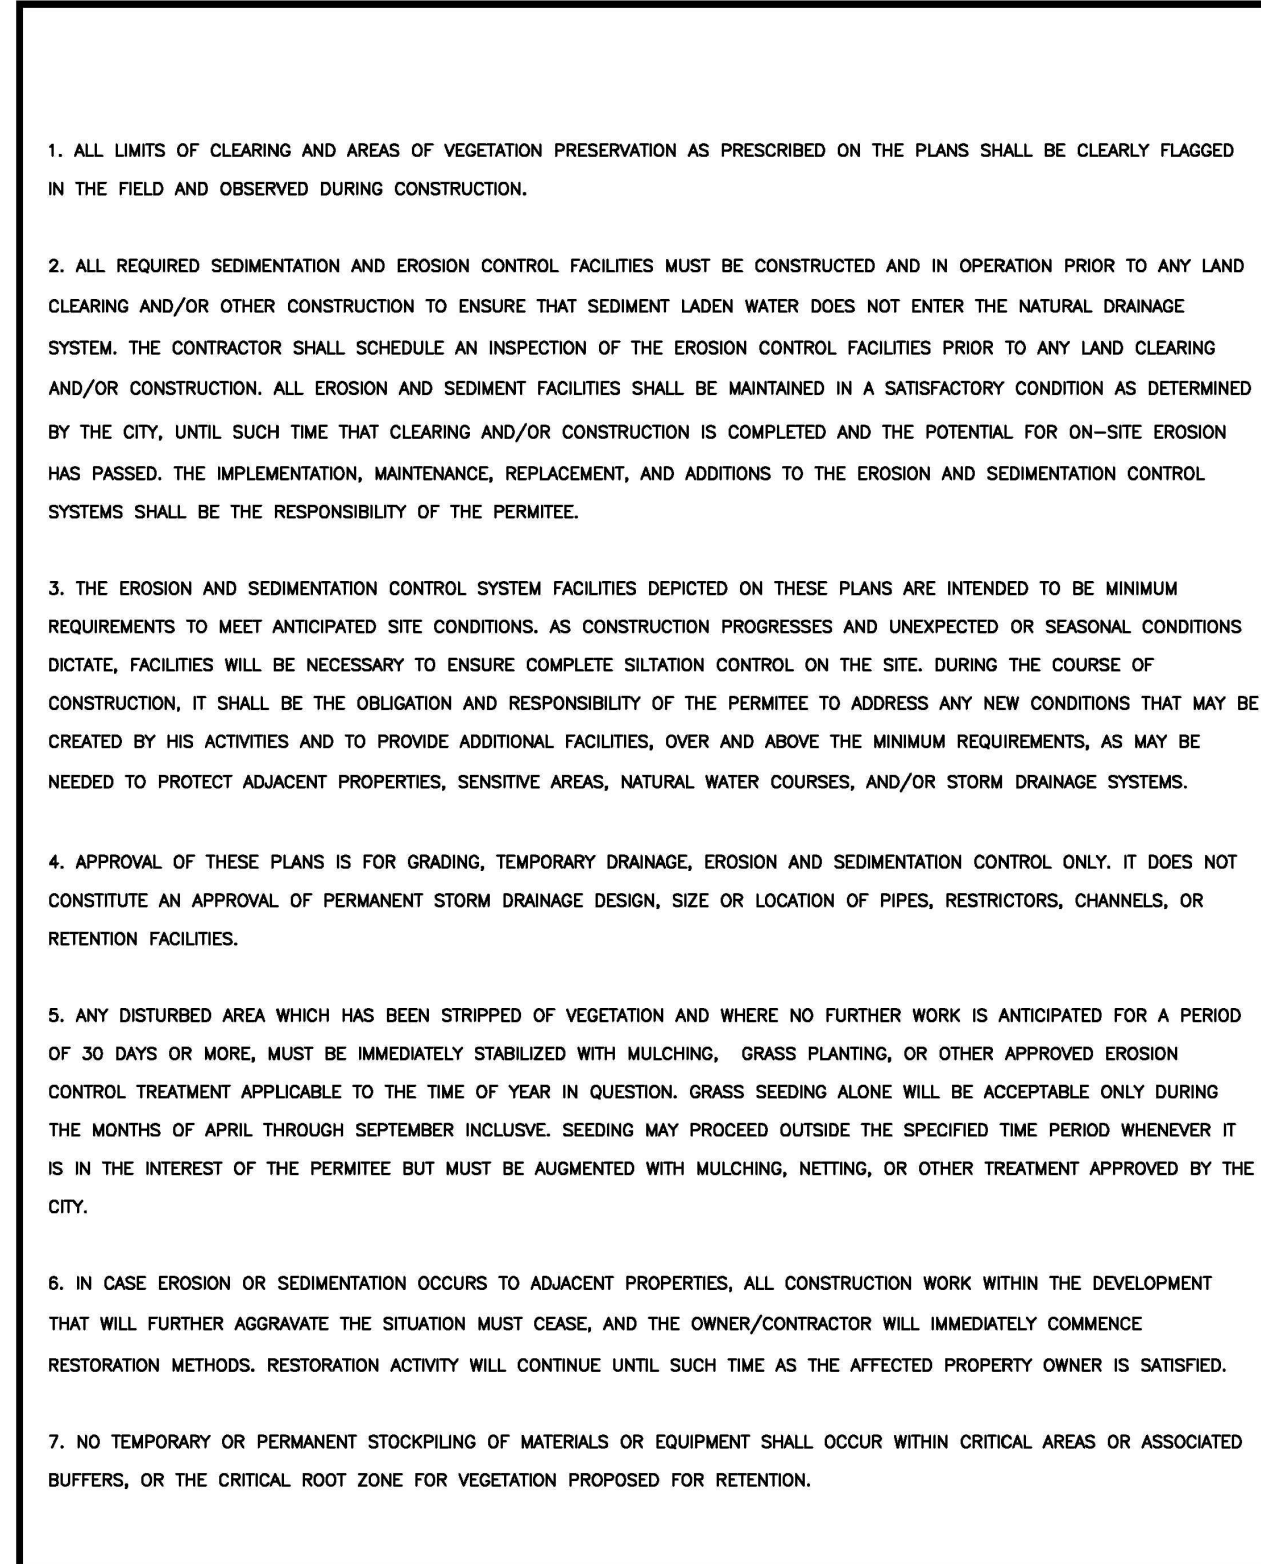 1. ALL LIMITS OF CLEARING AND AREAS OF VEGETATION PRESERVATION AS PRESCRIBED ON THE PLANS SHALL BE CLEARLY FLAGGED
IN THE FIELD AND OBSERVED DURING CONSTRUCTION.
2. ALL REQUIRED SEDIMENTATION AND EROSION CONTROL FACILITIES MUST BE CONSTRUCTED AND IN OPERATION PRIOR TO ANY LAND
CLEARING AND/OR OTHER CONSTRUCTION TO ENSURE THAT SEDIMENT LADEN WATER DOES NOT ENTER THE NATURAL DRAINAGE
SYSTEM. THE CONTRACTOR SHALL SCHEDULE AN INSPECTION OF THE EROSION CONTROL FACILITIES PRIOR TO ANY LAND CLEARING
AND/OR CONSTRUCTION. ALL EROSION AND SEDIMENT FACILITIES SHALL BE MAINTAINED IN A SATISFACTORY CONDITION AS DETERMINED
BY THE CITY, UNTIL SUCH TIME THAT CLEARING AND/OR CONSTRUCTION IS COMPLETED AND THE POTENTIAL FOR ON-SITE EROSION
HAS PASSED. THE IMPLEMENTATION, MAINTENANCE, REPLACEMENT, AND ADDITIONS TO THE EROSION AND SEDIMENTATION CONTROL
SYSTEMS SHALL BE THE RESPONSIBILITY OF THE PERMITEE.
3. THE EROSION AND SEDIMENTATION CONTROL SYSTEM FACILITIES DEPICTED ON THESE PLANS ARE INTENDED TO BE MINIMUM
REQUIREMENTS TO MEET ANTICIPATED SITE CONDITIONS. AS CONSTRUCTION PROGRESSES AND UNEXPECTED OR SEASONAL CONDITIONS
DICTATE, FACILITIES WILL BE NECESSARY TO ENSURE COMPLETE SILTATION CONTROL ON THE SITE. DURING THE COURSE OF
CONSTRUCTION, IT SHALL BE THE OBLIGATION AND RESPONSIBILITY OF THE PERMITEE TO ADDRESS ANY NEW CONDITIONS THAT MAY BE
CREATED BY HIS ACTIVITIES AND TO PROVIDE ADDITIONAL FACILITIES, OVER AND ABOVE THE MINIMUM REQUIREMENTS, AS MAY BE
NEEDED TO PROTECT ADJACENT PROPERTIES, SENSITIVE AREAS, NATURAL WATER COURSES, AND/OR STORM DRAINAGE SYSTEMS.
4. APPROVAL OF THESE PLANS IS FOR GRADING, TEMPORARY DRAINAGE, EROSION AND SEDIMENTATION CONTROL ONLY. IT DOES NOT
CONSTITUTE AN APPROVAL OF PERMANENT STORM DRAINAGE DESIGN, SIZE OR LOCATION OF PIPES, RESTRICTORS, CHANNELS, OR
RETENTION FACILITIES.
5. ANY DISTURBED AREA WHICH HAS BEEN STRIPPED OF VEGETATION AND WHERE NO FURTHER WORK IS ANTICIPATED FOR A PERIOD
OF 30 DAYS OR MORE, MUST BE IMMEDIATELY STABILIZED WITH MULCHING, GRASS PLANTING, OR OTHER APPROVED EROSION
CONTROL TREATMENT APPLICABLE TO THE TIME OF YEAR IN QUESTION. GRASS SEEDING ALONE WILL BE ACCEPTABLE ONLY DURING
THE MONTHS OF APRIL THROUGH SEPTEMBER INCLUSVE. SEEDING MAY PROCEED OUTSIDE THE SPECIFIED TIME PERIOD WHENEVER IT
IS IN THE INTEREST OF THE PERMITEE BUT MUST BE AUGMENTED WITH MULCHING, NETTING, OR OTHER TREATMENT APPROVED BY THE
CITY.
6. IN CASE EROSION OR SEDIMENTATION OCCURS TO ADJACENT PROPERTIES, ALL CONSTRUCTION WORK WITHIN THE DEVELOPMENT
THAT WILL FURTHER AGGRAVATE THE SITUATION MUST CEASE, AND THE OWNER/CONTRACTOR WILL IMMEDIATELY COMMENCE
RESTORATION METHODS. RESTORATION ACTIVITY WILL CONTINUE UNTIL SUCH TIME AS THE AFFECTED PROPERTY OWNER IS SATISFIED.
7. NO TEMPORARY OR PERMANENT STOCKPILING OF MATERIALS OR EQUIPMENT SHALL OCCUR WITHIN CRITICAL AREAS OR ASSOCIATED
BUFFERS, OR THE CRITICAL ROOT ZONE FOR VEGETATION PROPOSED FOR RETENTION.